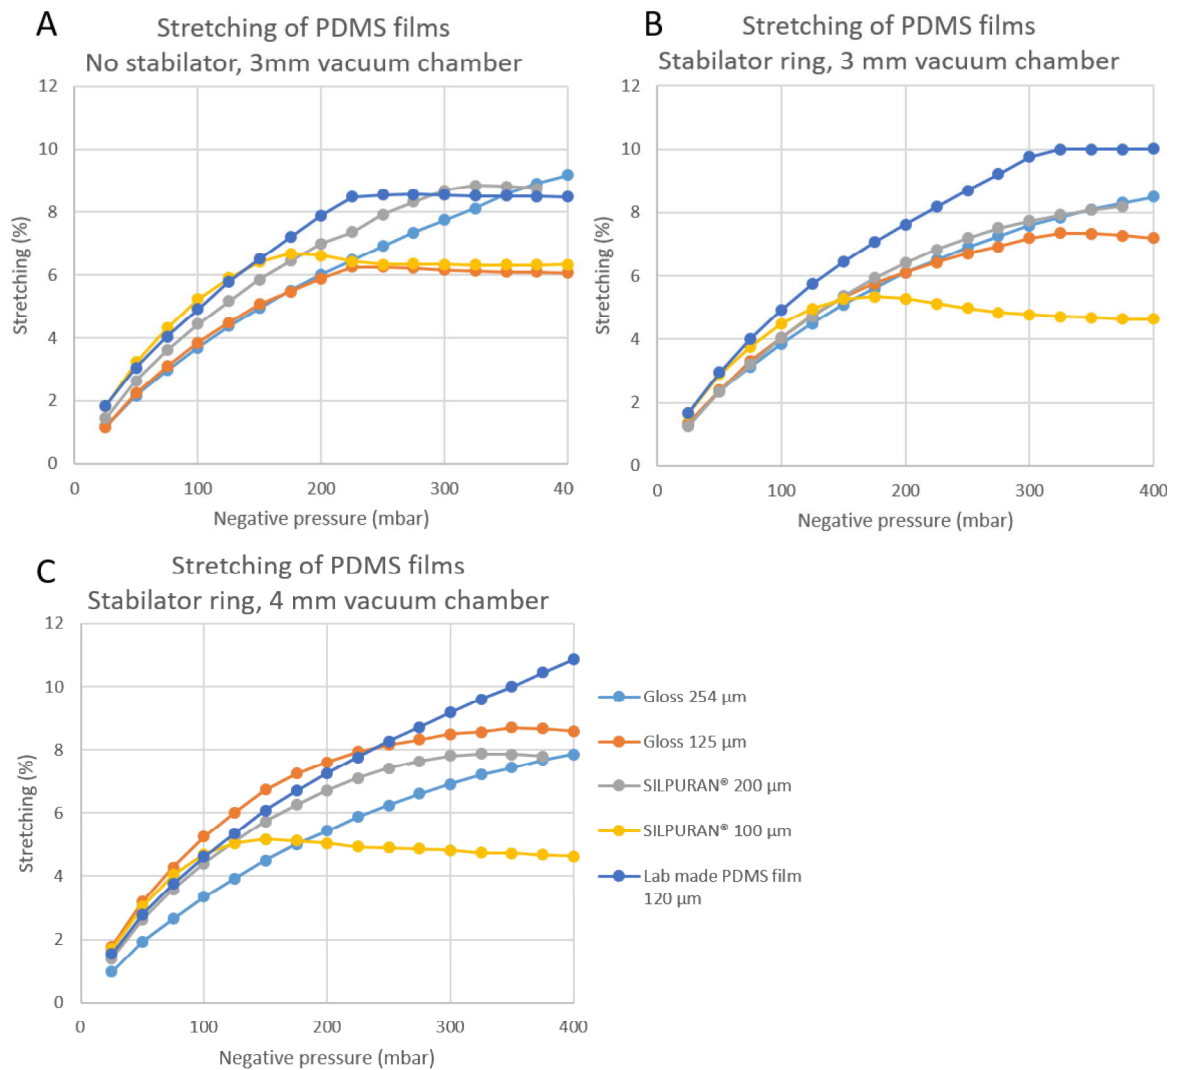 A
Stretching of PDMS films
No stabilator, 3mm vacuum chamber
12
10
8
6
4
2
0
Stretching (%)
0
100
200
300
40
Negative pressure (mbar)
B
Stretching of PDMS films
Stabilator ring, 3 mm vacuum chamber
12
10
8
6
4
2
0
Stretching (%)
0
100
200
300
400
Negative pressure (mbar)
C
Stretching of PDMS films
Stabilator ring, 4 mm vacuum chamber
12
10
8
6
4
2
0
Stretching (%)
0
100
200
300
400
Negative pressure (mbar)
Gloss 254 µm
Gloss 125 µm
SILPURAN® 200 µm
SILPURAN® 100 µm
Lab made PDMS film
120 µm